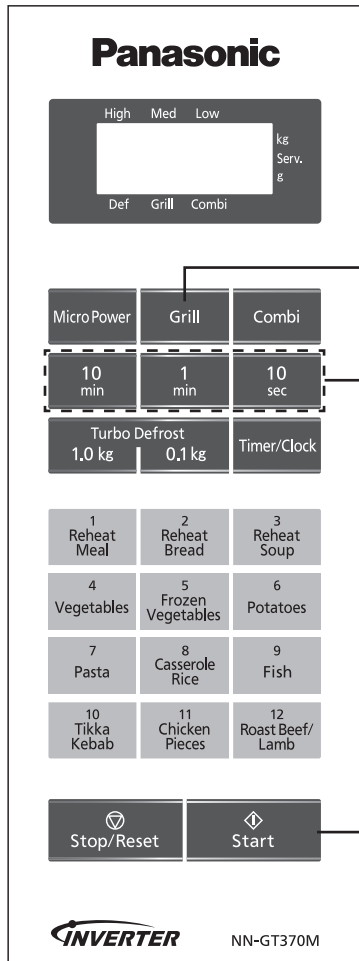 Panasonic
High Med Low
kg
Serv.
g
Def Grill Combi
Micro Power Grill Combi
10 1 10
min min sec
Turbo Defrost
1.0 kg 0.1 kg Timer/Clock
1 2 3
Reheat Reheat Reheat
Meal Bread Soup
4 5 6
Vegetables Frozen Vegetables Potatoes
7 8 9
Pasta Casserole Rice Fish
10 11 12
Tikka Chicken Roast Beef/
Kebab Pieces Lamb
Stop/Reset Start
INVERTER NN-GT370M